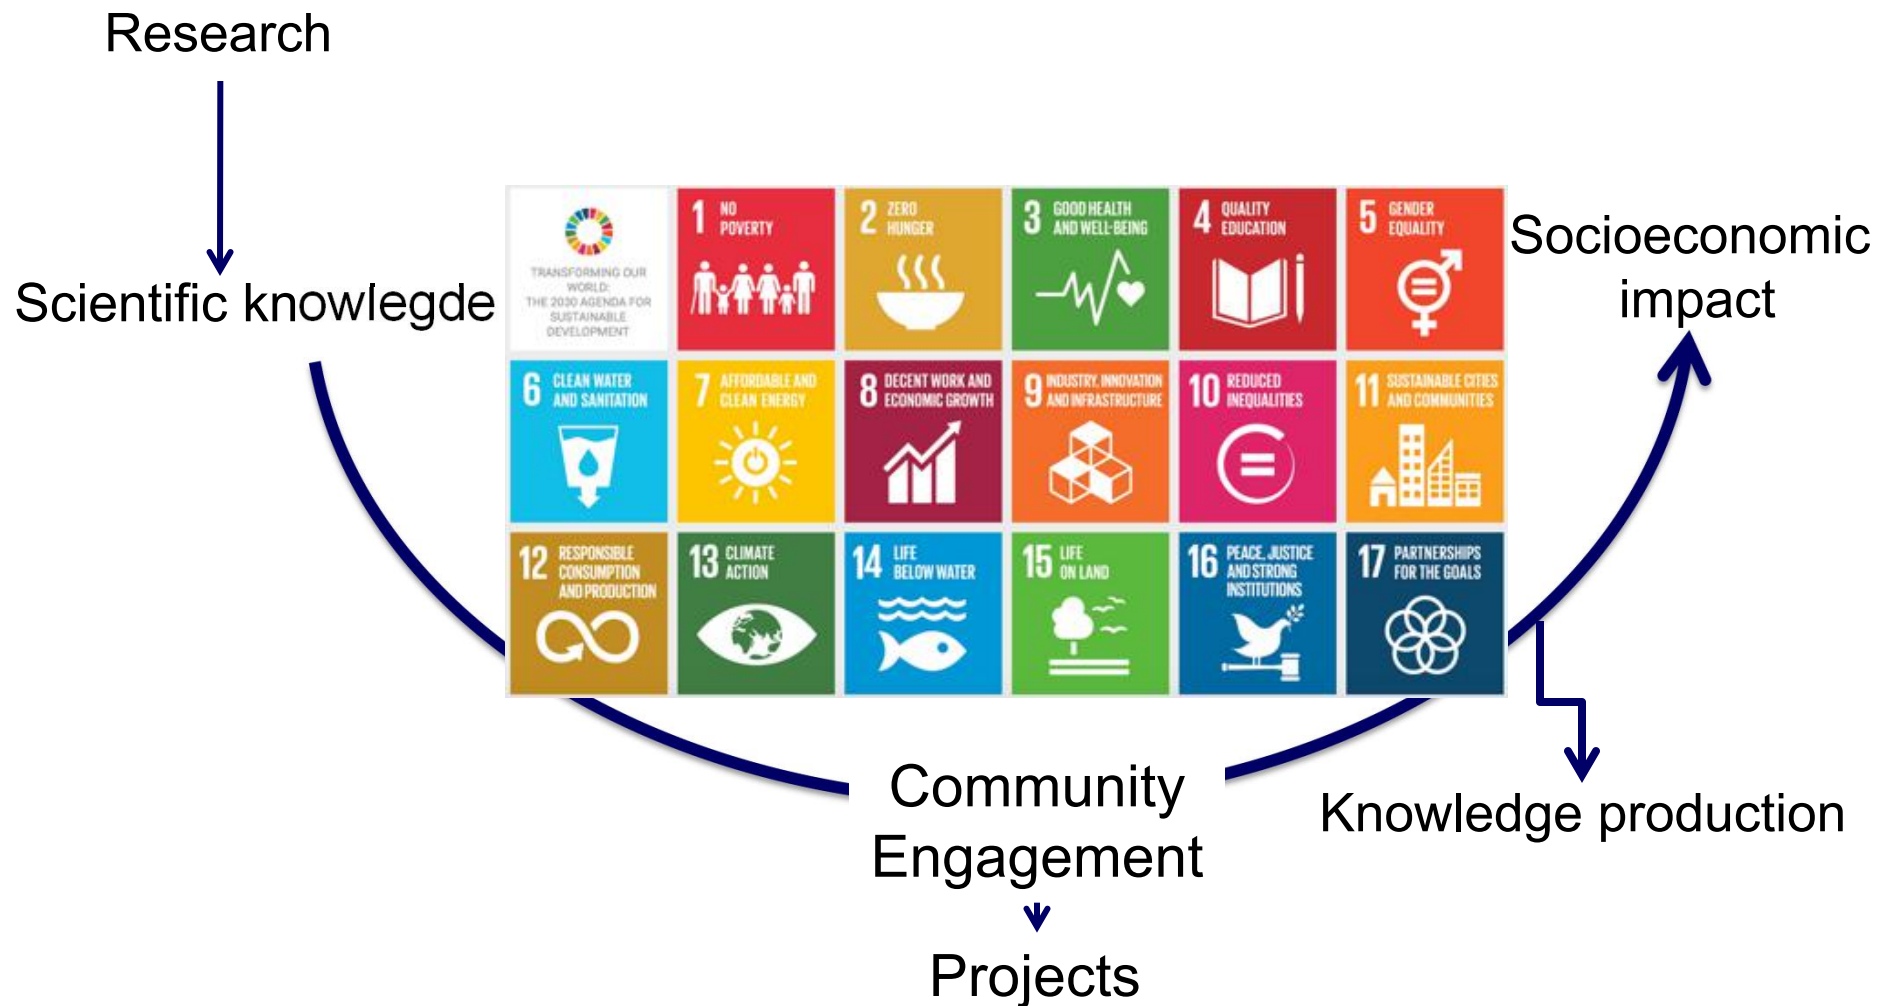 Research
Scientific knowlegde
TRANSFORMING OUR
WORLD:
THE 2030 AGENDA FOR
SUSTAINABLE
DEVELOPMENT
1 NO
POVERTY
2 ZERO
HUNGER
3 GOOD HEALTH
AND WELL-BEING
4 QUALITY
EDUCATION
5 GENDER
EQUALITY
6 CLEAN WATER
AND SANITATION
7 AFFORDABLE AND
CLEAN ENERGY
8 DECENT WORK AND
ECONOMIC GROWTH
9 INDUSTRY, INNOVATION
AND INFRASTRUCTURE
10 REDUCED
INEQUALITIES
11 SUSTAINABLE CITIES
AND COMMUNITIES
12 RESPONSIBLE
CONSUMPTION
AND PRODUCTION
13 CLIMATE
ACTION
14 LIFE
BELOW WATER
15 LIFE
ON LAND
16 PEACE, JUSTICE
AND STRONG
INSTITUTIONS
17 PARTNERSHIPS
FOR THE GOALS
Socioeconomic
impact
Community
Engagement
Knowledge production
Projects